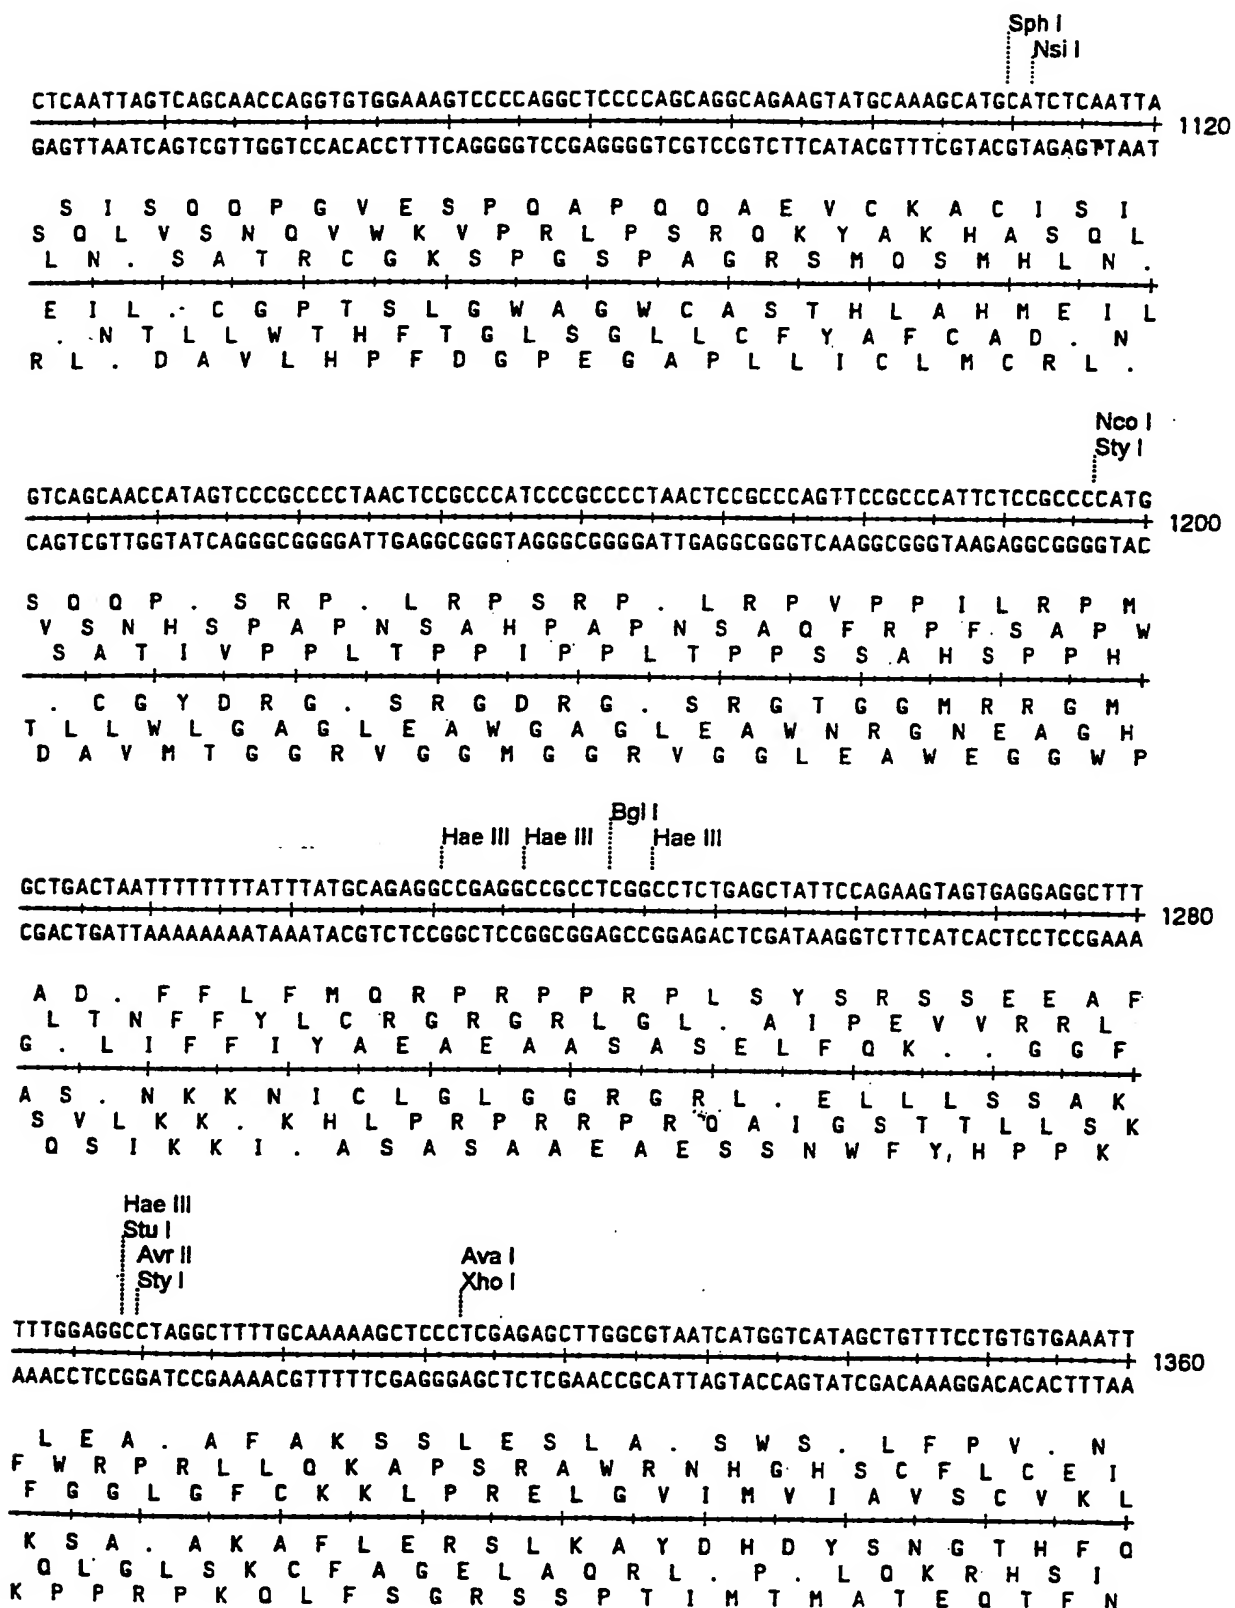 Sph I
Nsi I
CTCAATTAGTCAGCAACCAGGTGTGGAAAGTCCCCAGGCTCCCCAGCAGGCAGAAGTATGCAAAGCATGCATCTCAATTA
1120
GAGTTAATCAGTCGTTGGTCCACACCTTTCAGGGGTCCGAGGGGTCGTCCGTCTTCATACGTTTCGTACGTAGAGTTAAT
S I S Q Q P G V E S P Q A P Q Q A E V C K A C I S I
S Q L V S N Q V W K V P R L P S R Q K Y A K H A S Q L
L N . S A T R C G K S P G S P A G R S M Q S M H L N .
E I L . C G P T S L G W A G W C A S T H L A H M E I L
. N T L L W T H F T G L S G L L C F Y A F C A D . N
R L . D A V L H P F D G P E G A P L L I C L M C R L .
Nco I
Sty I
GTCAGCAACCATAGTCCCGCCCCTAACTCCGCCCATCCCGCCCCTAACTCCGCCCAGTTCCGCCCATTCTCCGCCCCATG
1200
CAGTCGTTGGTATCAGGGCGGGGATTGAGGCGGGTAGGGCGGGGATTGAGGCGGGTCAAGGCGGGTAAGAGGCGGGGTAC
S Q Q P . S R P . L R P S R P . L R P V P P I L R P M
V S N H S P A P N S A H P A P N S A Q F R P F S A P W
S A T I V P P L T P P I P P L T P P S S A H S P P H
. C G Y D R G . S R G D R G . S R G T G G M R R G M
T L L W L G A G L E A W G A G L E A W N R G N E A G H
D A V M T G G R V G G M G G R V G G L E A W E G G W P
Bgl I
Hae III Hae III Hae III
GCTGACTAATTTTTTTTATTTATGCAGAGGCCGAGGCCGCCTCGGCCTCTGAGCTATTCCAGAAGTAGTGAGGAGGCTTT
1280
CGACTGATTAAAAAAAATAAATACGTCTCCGGCTCCGGCGGAGCCGGAGACTCGATAAGGTCTTCATCACTCCTCCGAAA
A D . F F L F M Q R P R P P R P L S Y S R S S E E A F
L T N F F Y L C R G R G R L G L . A I P E V V R R L
G . L I F F I Y A E A E A A S A S E L F Q K . . G G F
A S . N K K N I C L G L G G R G R L . E L L L S S A K
S V L K K . K H L P R P R R P R Q A I G S T T L L S K
Q S I K K I . A S A S A A E A E S S N W F Y H P P K
Hae III
Stu I
Avr II Ava I
Sty I Xho I
TTTGGAGGCCTAGGCTTTTGCAAAAAGCTCCCTCGAGAGCTTGGCGTAATCATGGTCATAGCTGTTTCCTGTGTGAAATT
1360
AAACCTCCGGATCCGAAAACGTTTTTCGAGGGAGCTCTCGAACCGCATTAGTACCAGTATCGACAAAGGACACACTTTAA
L E A . A F A K S S L E S L A . S W S . L F P V . N
F W R P R L L Q K A P S R A W R N H G H S C F L C E I
F G G L G F C K K L P R E L G V I M V I A V S C V K L
K S A . A K A F L E R S L K A Y D H D Y S N G T H F Q
Q L G L S K C F A G E L A Q R L . P . L Q K R H S I
K P P R P K Q L F S G R S S P T I M T M A T E Q T F N